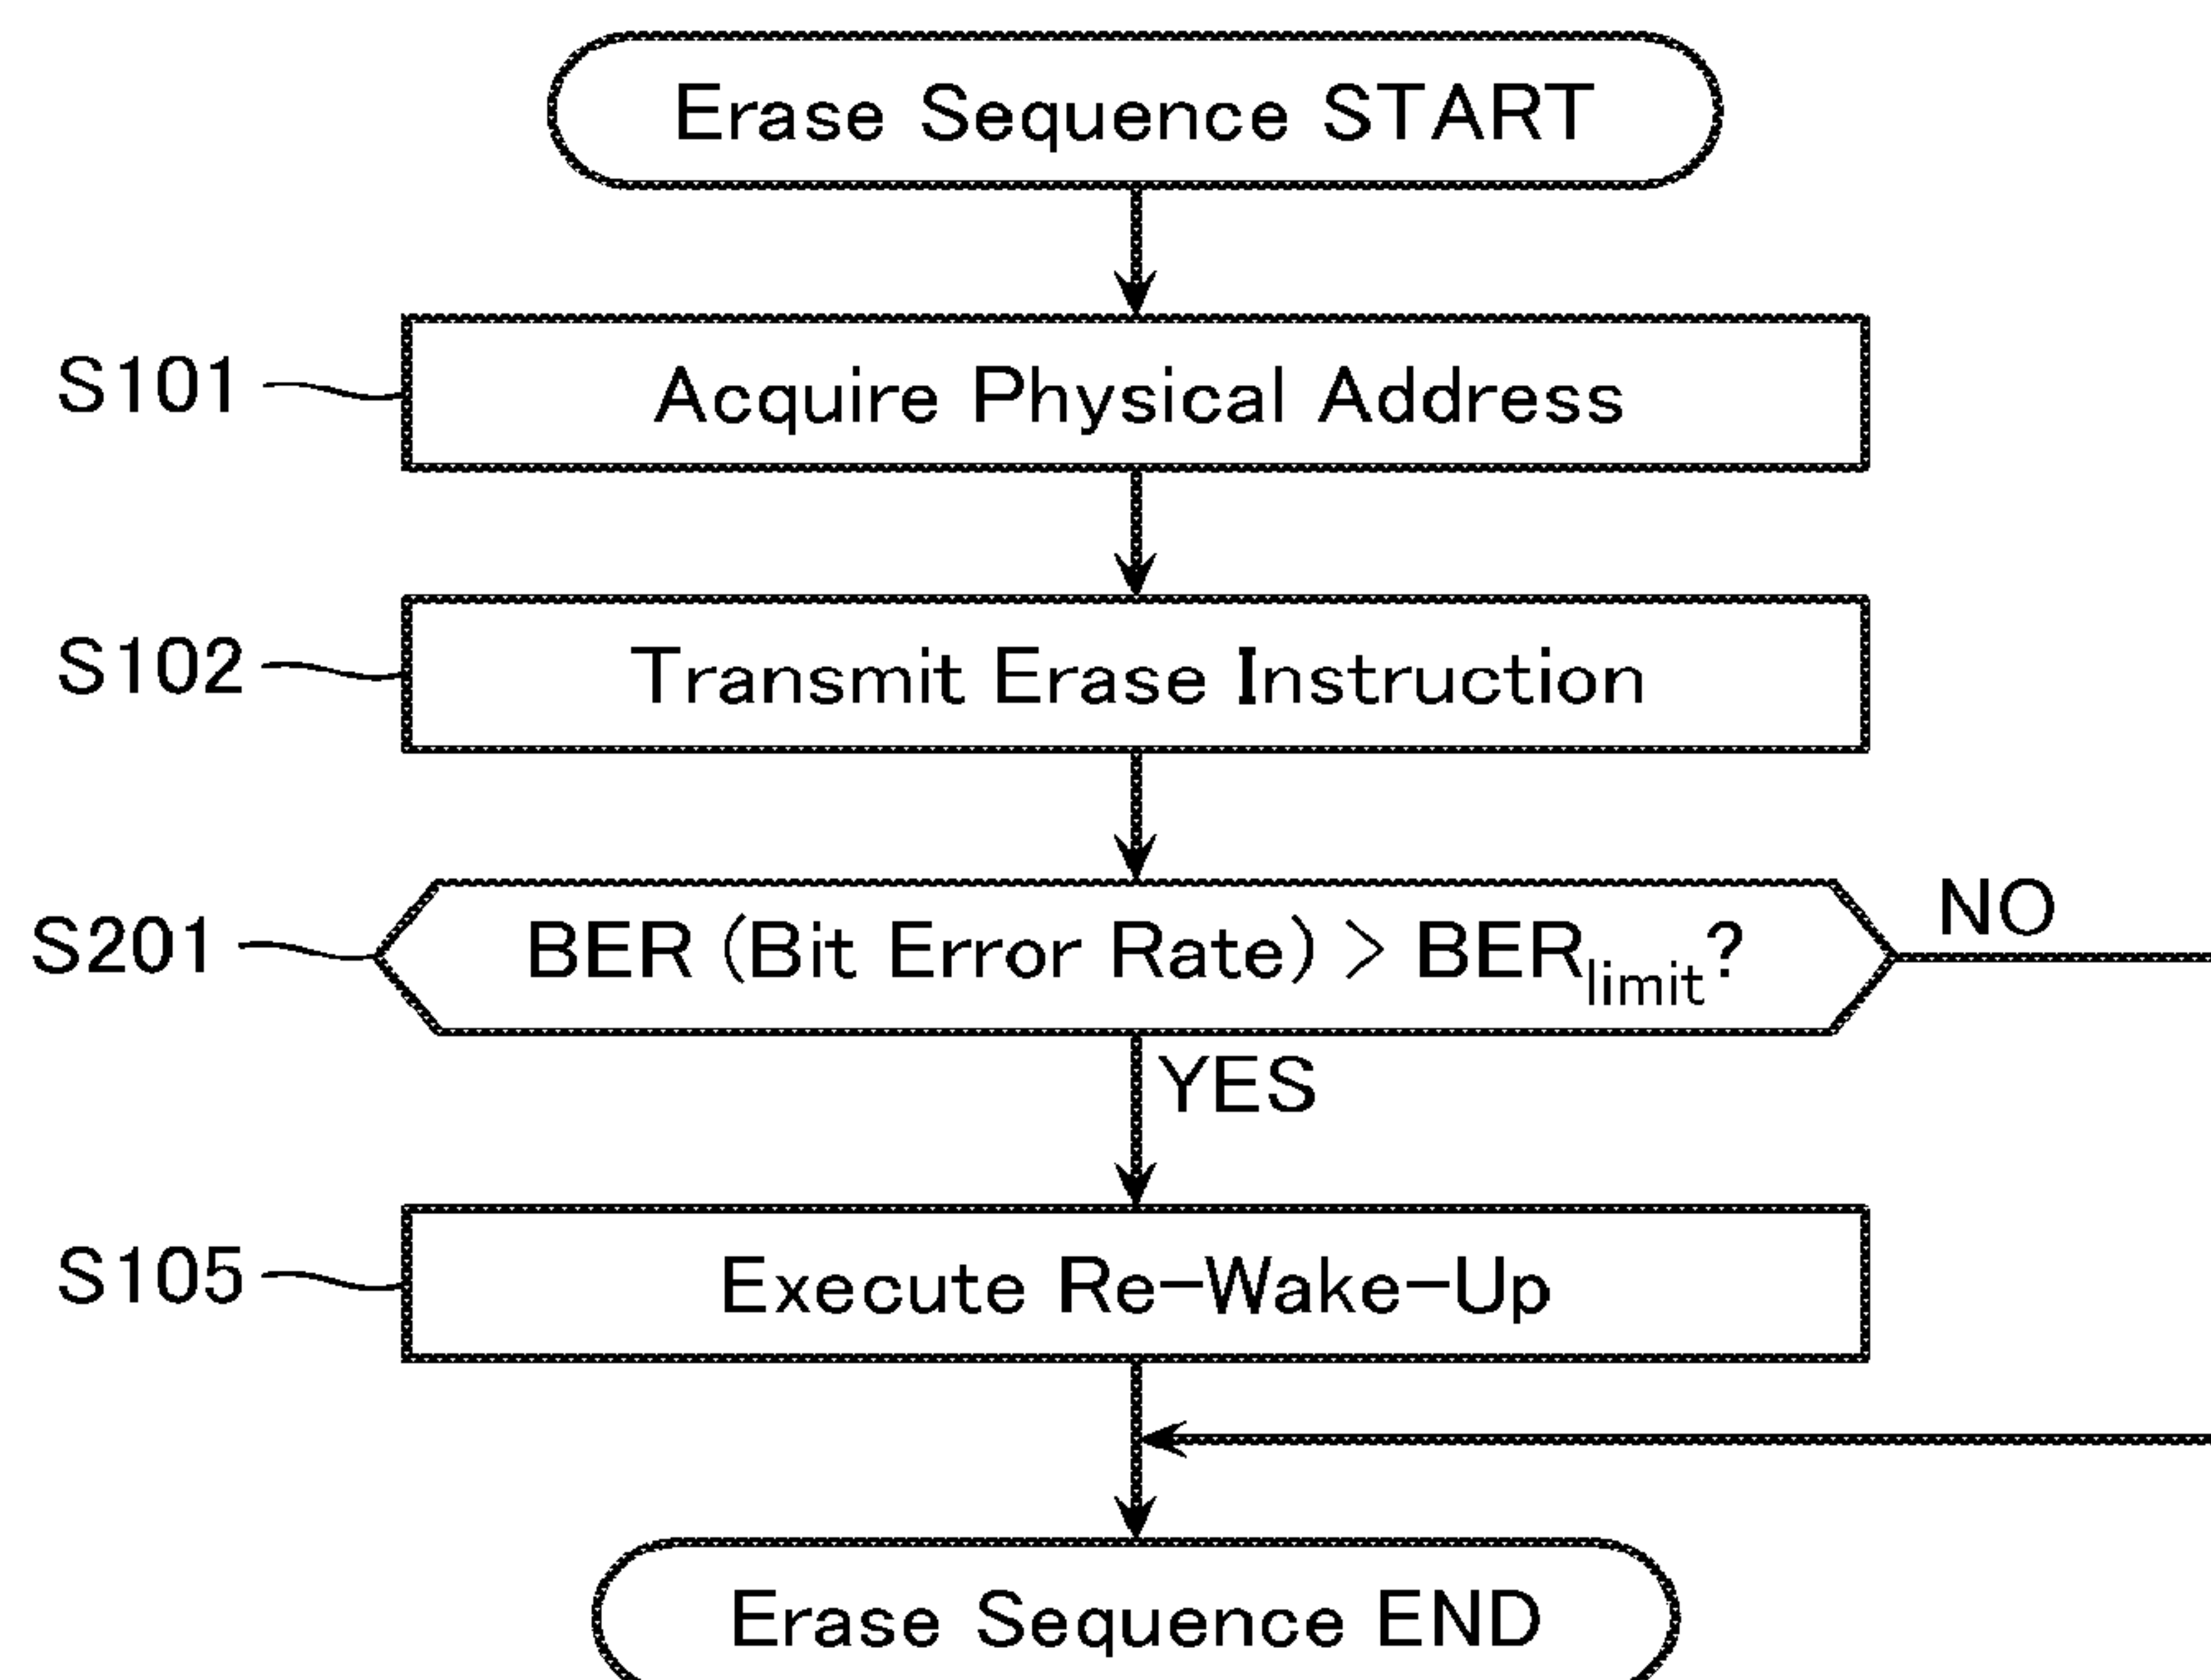 Erase Sequence START
S101
Acquire Physical Address
S102
Transmit Erase Instruction
S201
BER (Bit Error Rate) > BERlimit?
NO
YES
S105
Execute Re-Wake-Up
Erase Sequence END